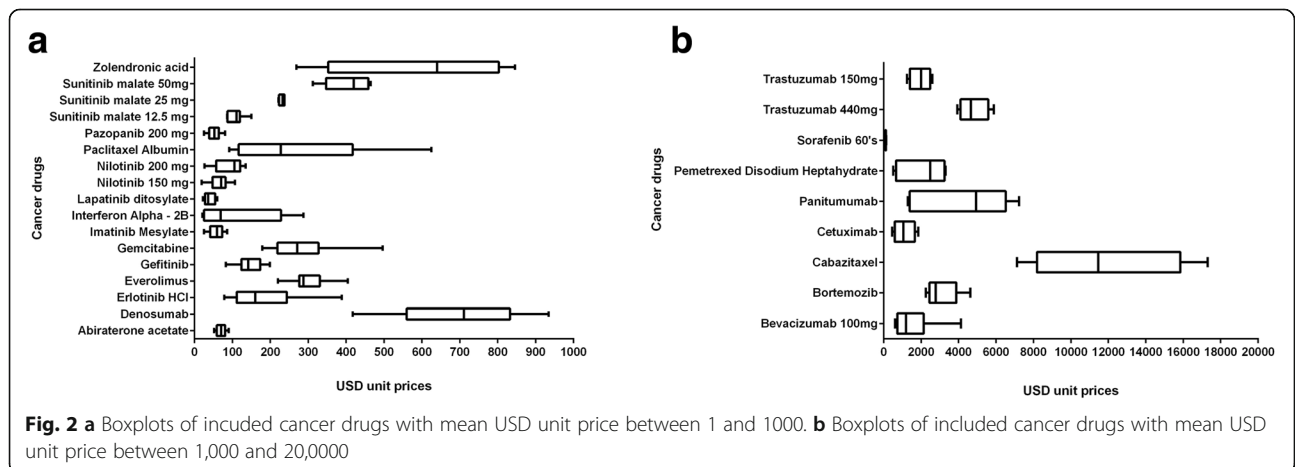 a
Zolendronic acid
Sunitinib malate 50mg
Sunitinib malate 25 mg
Sunitinib malate 12.5 mg
Pazopanib 200 mg
Paclitaxel Albumin
Nilotinib 200 mg
Nilotinib 150 mg
Lapatinib ditosylate
Interferon Alpha - 2B
Imatinib Mesylate
Gemcitabine
Gefitinib
Everolimus
Erlotinib HCl
Denosumab
Abiraterone acetate
Cancer drugs
0 100 200 300 400 500 600 700 800 900 1000
USD unit prices
b
Trastuzumab 150mg
Trastuzumab 440mg
Sorafenib 60's
Pemetrexed Disodium Heptahydrate
Panitumumab
Cetuximab
Cabazitaxel
Bortemozib
Bevacizumab 100mg
Cancer drugs
0 2000 4000 6000 8000 10000 12000 14000 16000 18000 20000
USD unit prices
Fig. 2 a Boxplots of incuded cancer drugs with mean USD unit price between 1 and 1000. b Boxplots of included cancer drugs with mean USD
unit price between 1,000 and 20,0000